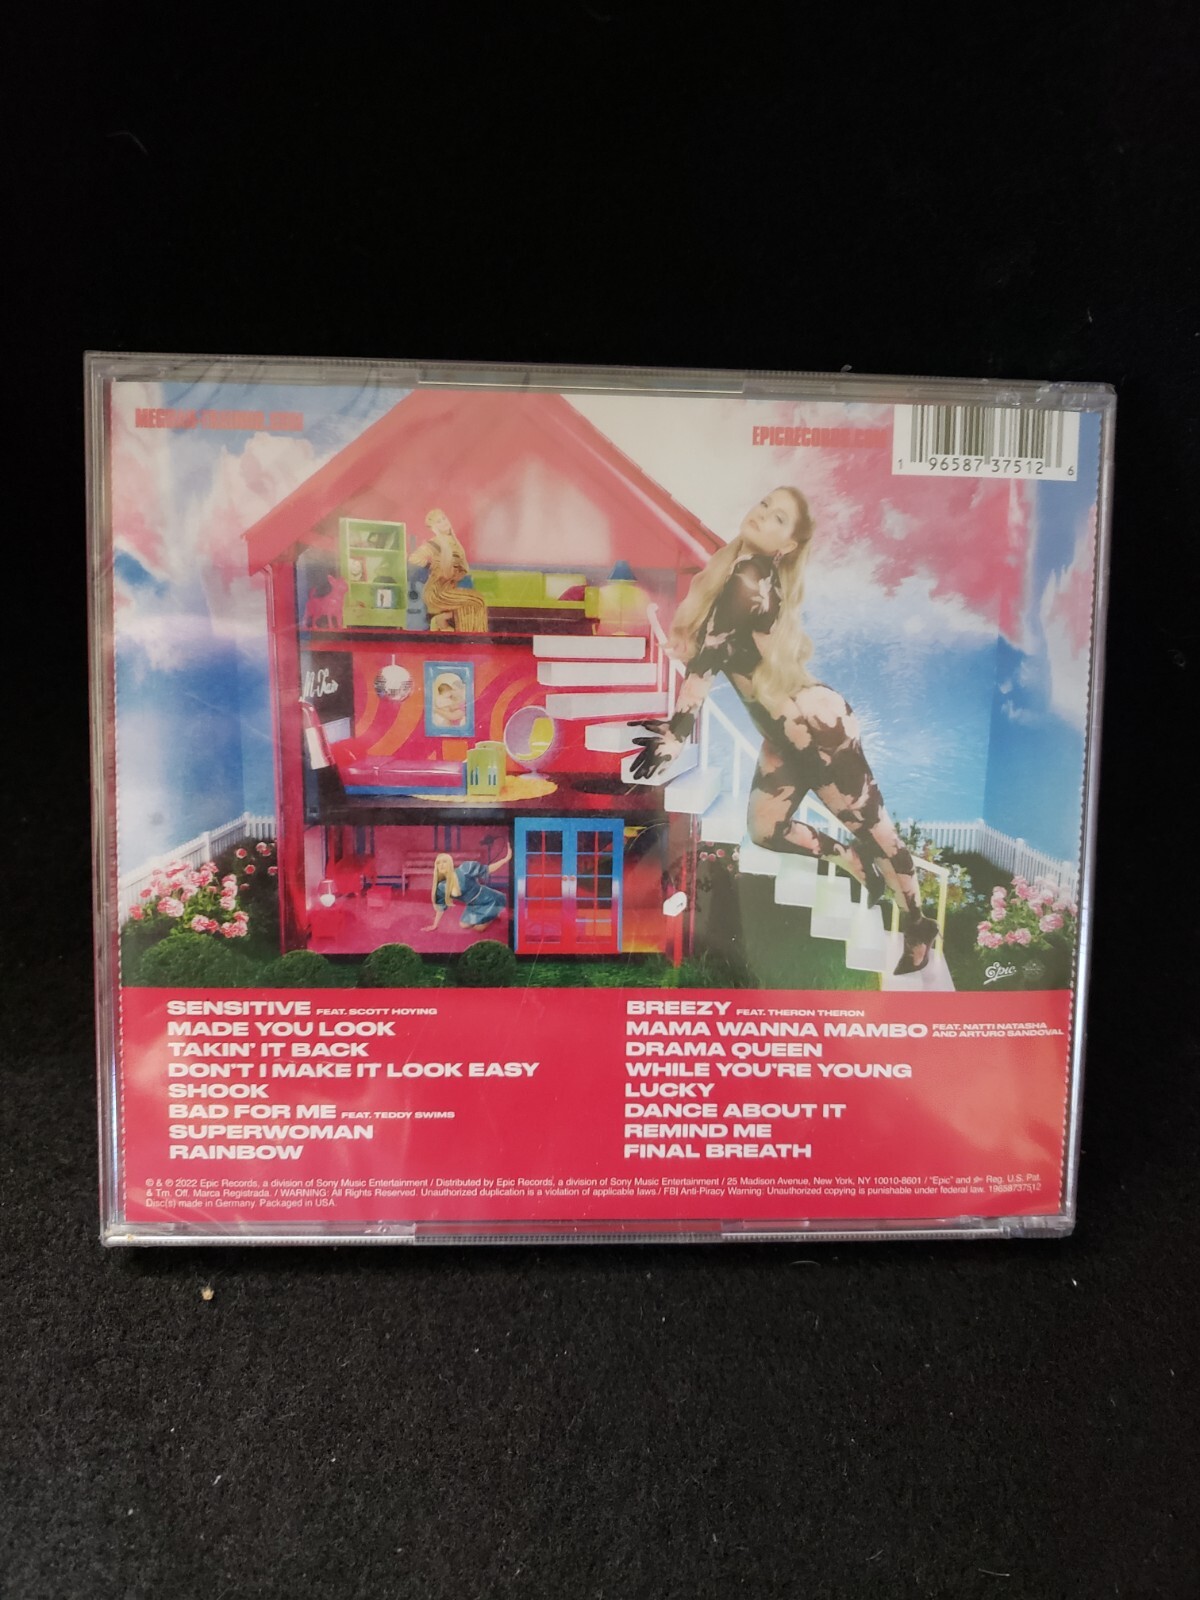 EPICRECORDS.COM
1 96587 37512 6
Epic
SENSITIVE FEAT. SCOTT HOYING
MADE YOU LOOK
TAKIN' IT BACK
DON'T I MAKE IT LOOK EASY
SHOOK
BAD FOR ME FEAT. TEDDY SWIMS
SUPERWOMAN
RAINBOW
BREEZY FEAT. THERON THERON
MAMA WANNA MAMBO FEAT. NATTI NATASHA
AND ARTURO SANDOVAL
DRAMA QUEEN
WHILE YOU'RE YOUNG
LUCKY
DANCE ABOUT IT
REMIND ME
FINAL BREATH
© & ℗ 2022 Epic Records, a division of Sony Music Entertainment / Distributed by Epic Records, a division of Sony Music Entertainment / 25 Madison Avenue, New York, NY 10010-8601 / "Epic" and Reg. U.S. Pat.
& Tm. Off. Marca Registrada. / WARNING: All Rights Reserved. Unauthorized duplication is a violation of applicable laws / FBI Anti-Piracy Warning: Unauthorized copying is punishable under federal law. 19658737512
Disc(s) made in Germany. Packaged in USA.